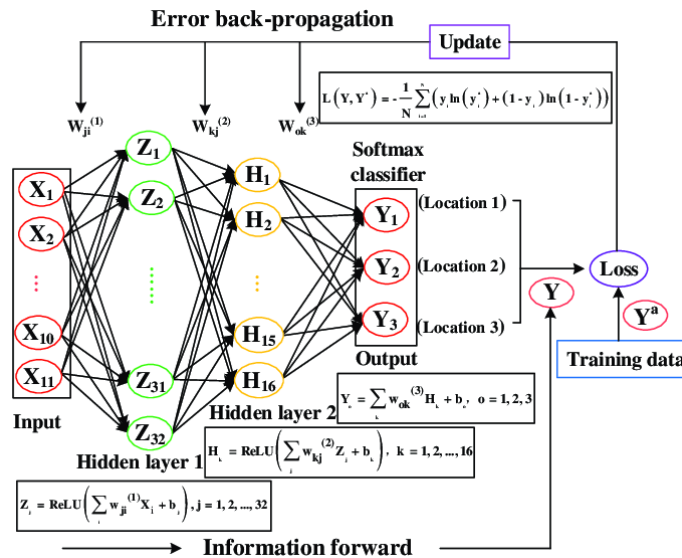 Error back-propagation
Update
L(Y, Y*) = -1/N ∑ᵢ₌₁ⁿ (yᵢ ln(yᵢ*) + (1 - yᵢ) ln(1 - yᵢ*))
Wji(1) Wkj(2) Wok(3)
Softmax
classifier
X1 X2 X10 X11
Input
Z1 Z2 Z31 Z32
Hidden layer 1
H1 H2 H15 H16
Hidden layer 2
Y1 (Location 1)
Y2 (Location 2)
Y3 (Location 3)
Output
Y
Loss
Ya
Training data
Yₒ = ∑ₖ wok(3) Hk + bₒ, o = 1, 2, 3
Hk = ReLU(∑ⱼ wkj(2) Zj + bk), k = 1, 2, ..., 16
Zj = ReLU(∑ᵢ wji(1) Xi + bj), j = 1, 2, ..., 32
Information forward